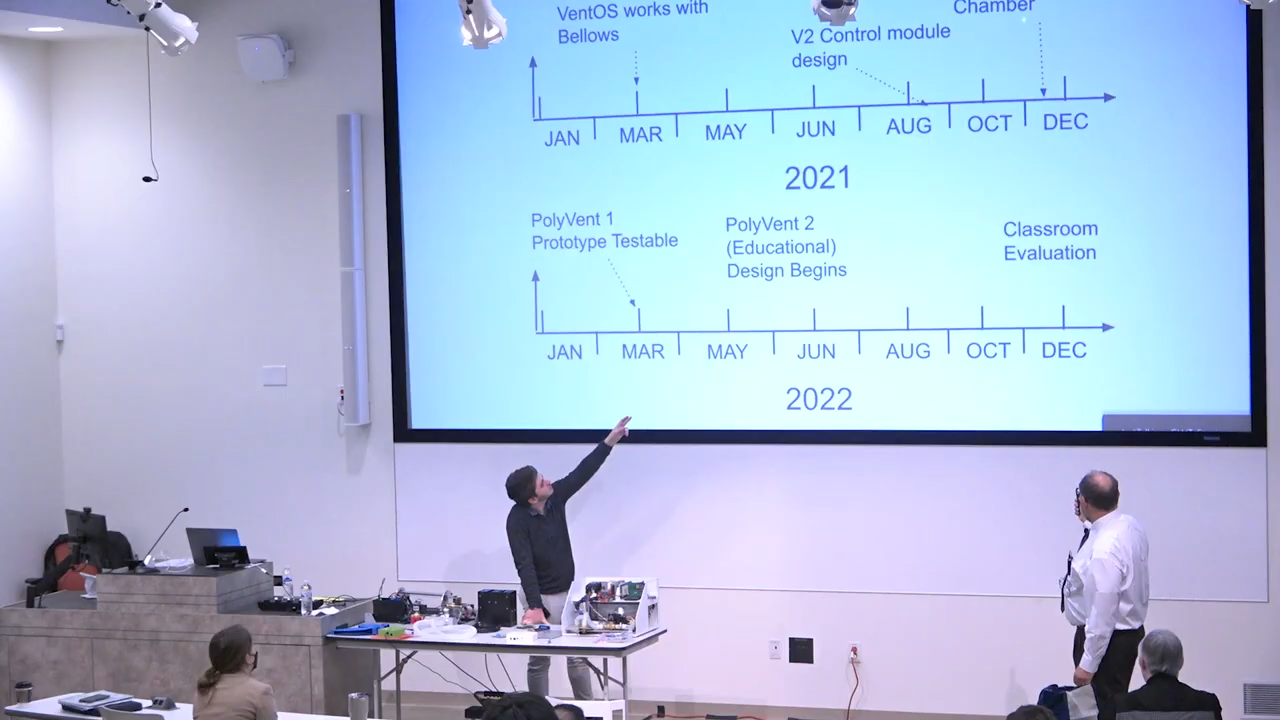 VentOS works with
Bellows
V2 Control module
design
Chamber
JAN MAR MAY JUN AUG OCT DEC
2021
PolyVent 1
Prototype Testable
PolyVent 2
(Educational)
Design Begins
Classroom
Evaluation
JAN MAR MAY JUN AUG OCT DEC
2022